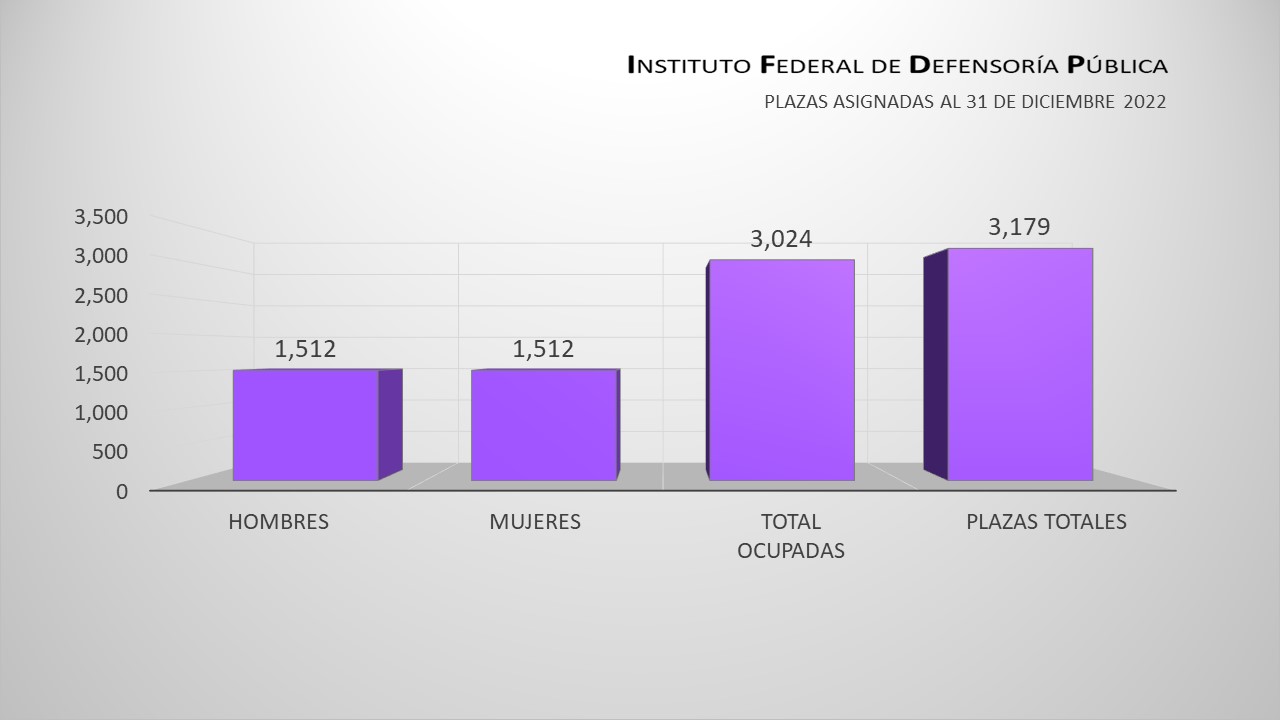 INSTITUTO FEDERAL DE DEFENSORÍA PÚBLICA
PLAZAS ASIGNADAS AL 31 DE DICIEMBRE 2022
3,500
3,000
2,500
2,000
1,500
1,000
500
0
1,512
1,512
3,024
3,179
HOMBRES
MUJERES
TOTAL
OCUPADAS
PLAZAS TOTALES